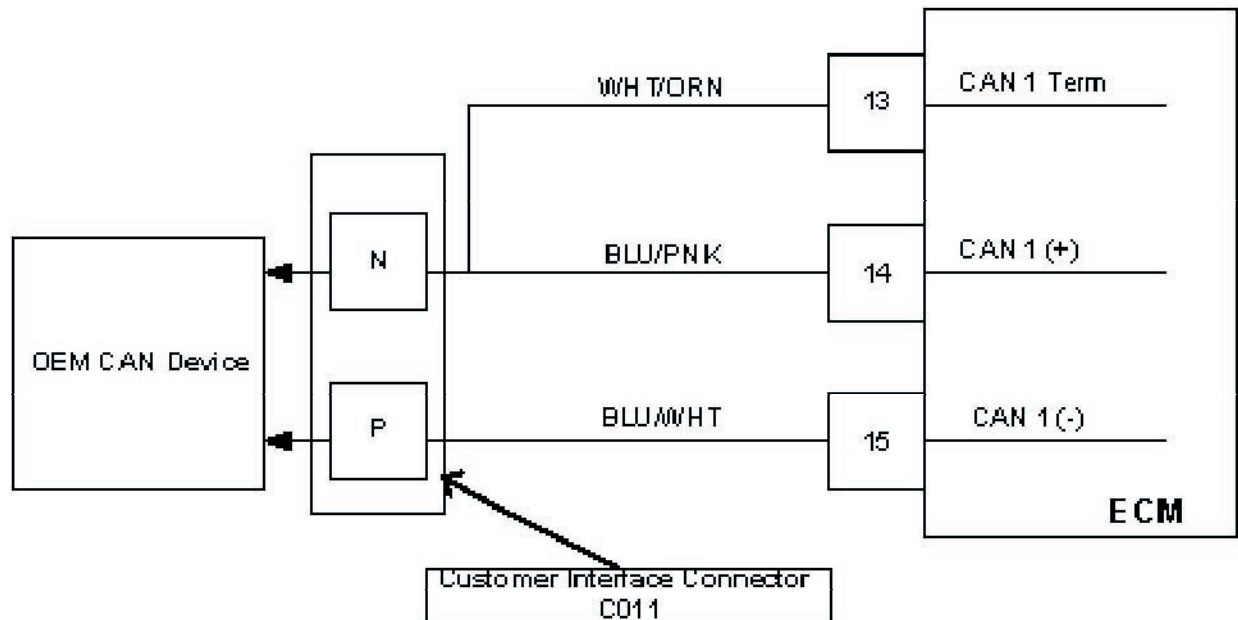 WHT/ORN
13
CAN 1 Term
N
BLU/PNK
14
CAN 1 (+)
OEM CAN Device
P
BLU/WHT
15
CAN 1 (-)
ECM
Customer Interface Connector
C011